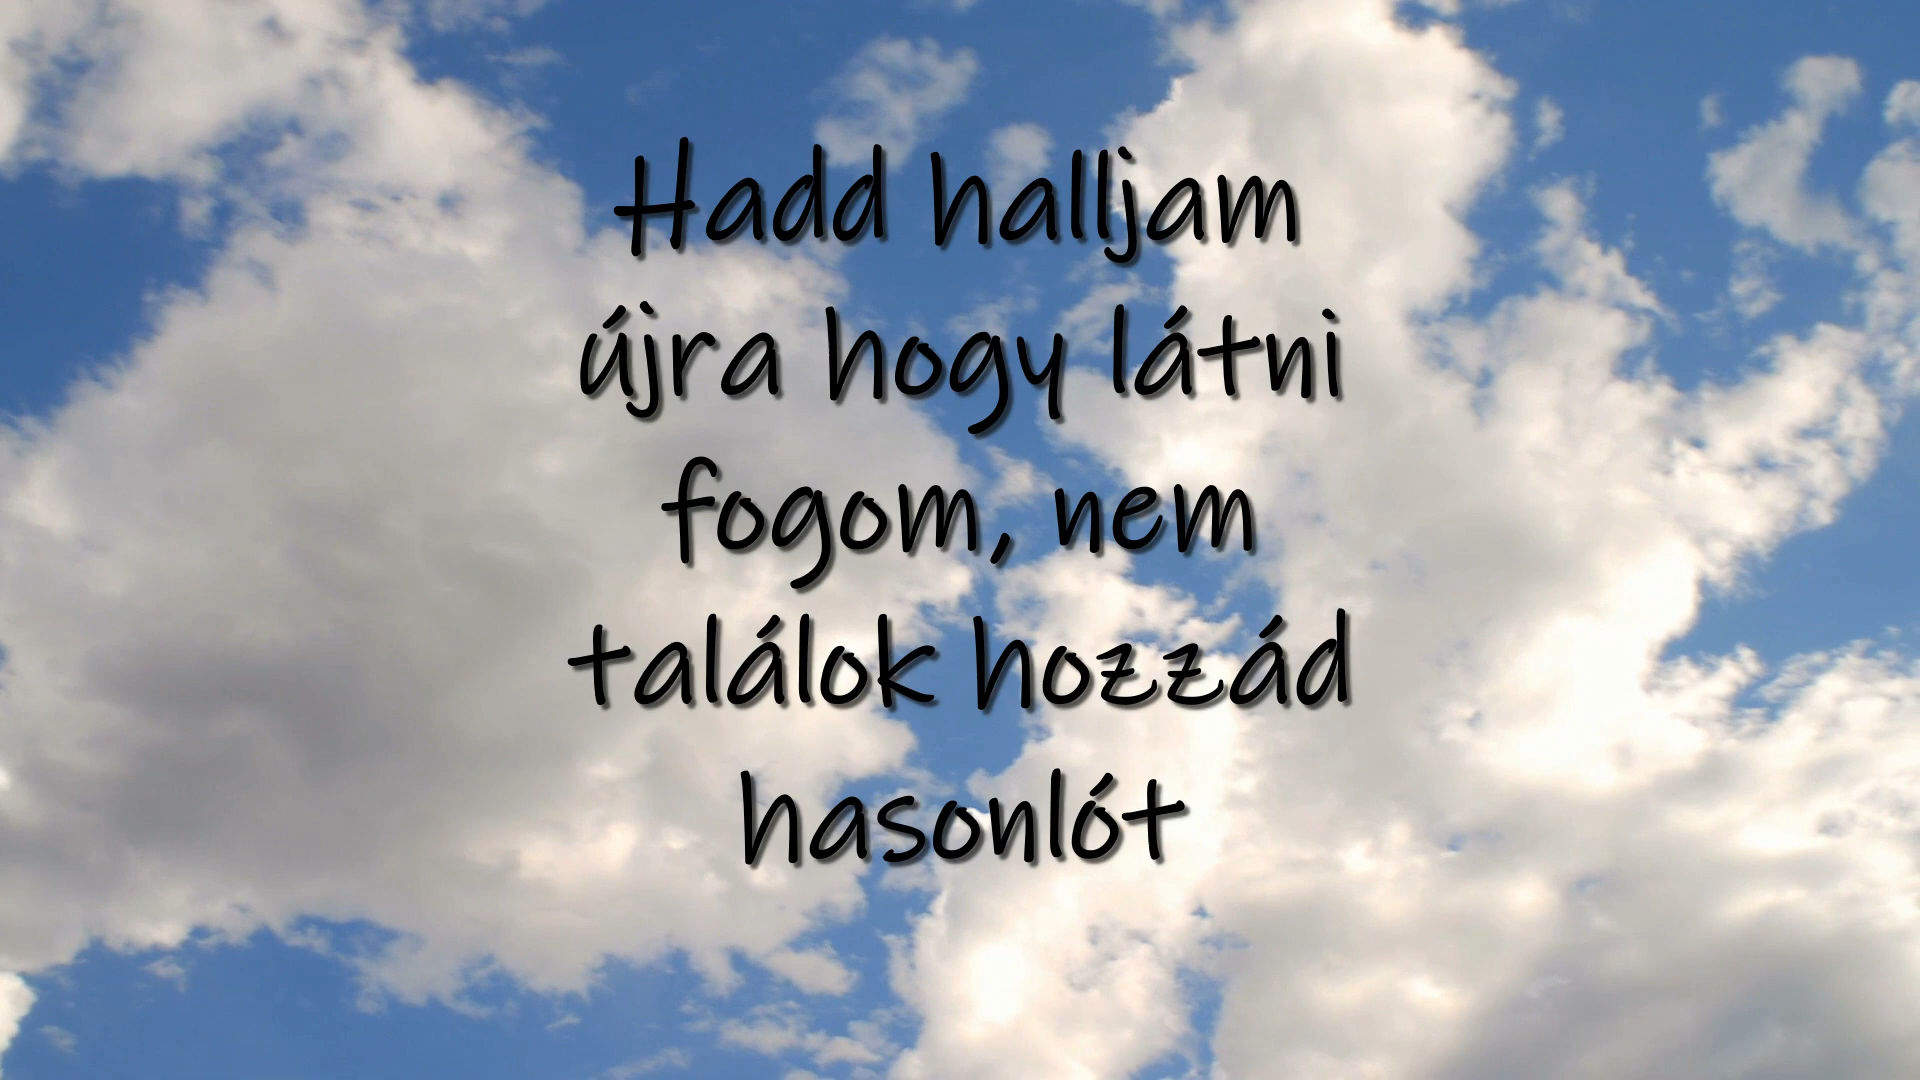 Hadd halljam
újra hogy látni
fogom, nem
találok hozzád
hasonlót